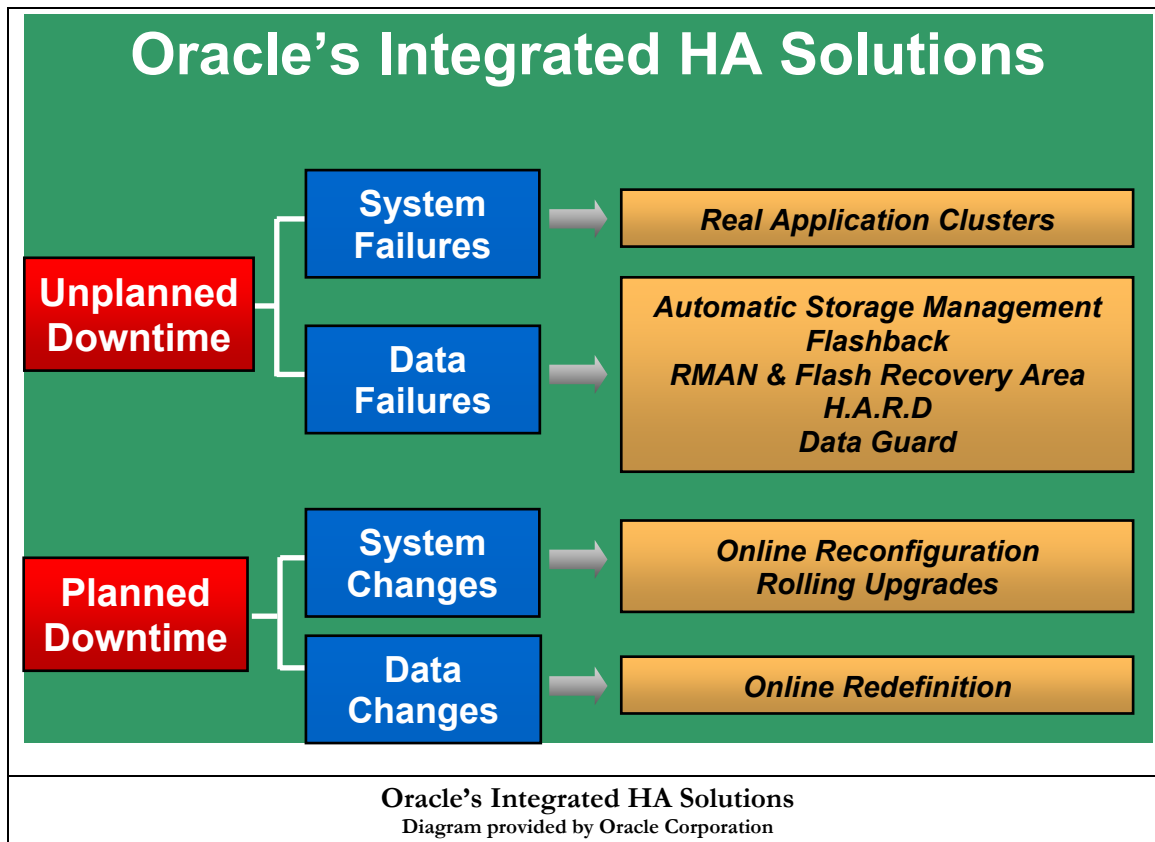 Oracle’s Integrated HA Solutions
Unplanned
Downtime
System
Failures
Real Application Clusters
Data
Failures
Automatic Storage Management
Flashback
RMAN & Flash Recovery Area
H.A.R.D
Data Guard
Planned
Downtime
System
Changes
Online Reconfiguration
Rolling Upgrades
Data
Changes
Online Redefinition
Oracle’s Integrated HA Solutions
Diagram provided by Oracle Corporation